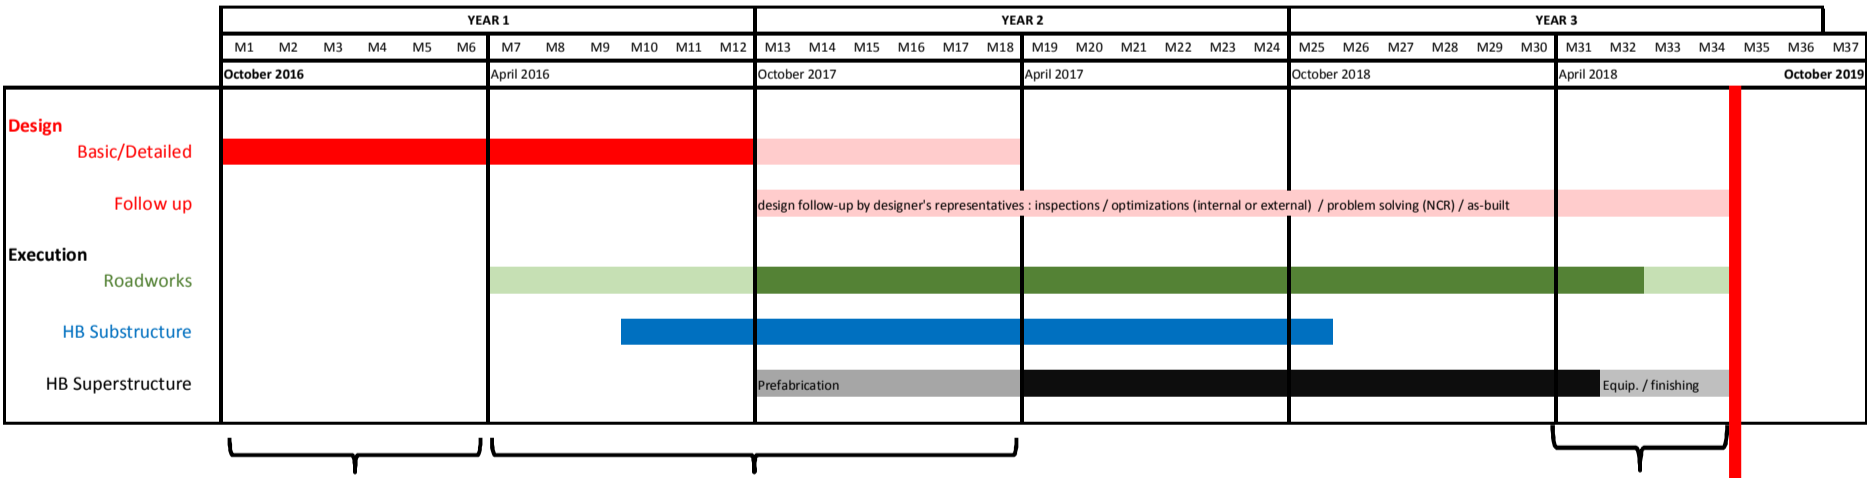 YEAR 1 YEAR 2 YEAR 3
M1 M2 M3 M4 M5 M6 M7 M8 M9 M10 M11 M12 M13 M14 M15 M16 M17 M18 M19 M20 M21 M22 M23 M24 M25 M26 M27 M28 M29 M30 M31 M32 M33 M34 M35 M36 M37
October 2016 April 2016 October 2017 April 2017 October 2018 April 2018 October 2019
Design
Basic/Detailed
Follow up design follow-up by designer's representatives : inspections / optimizations (internal or external) / problem solving (NCR) / as-built
Execution
Roadworks
HB Substructure
HB Superstructure Prefabrication Equip. / finishing